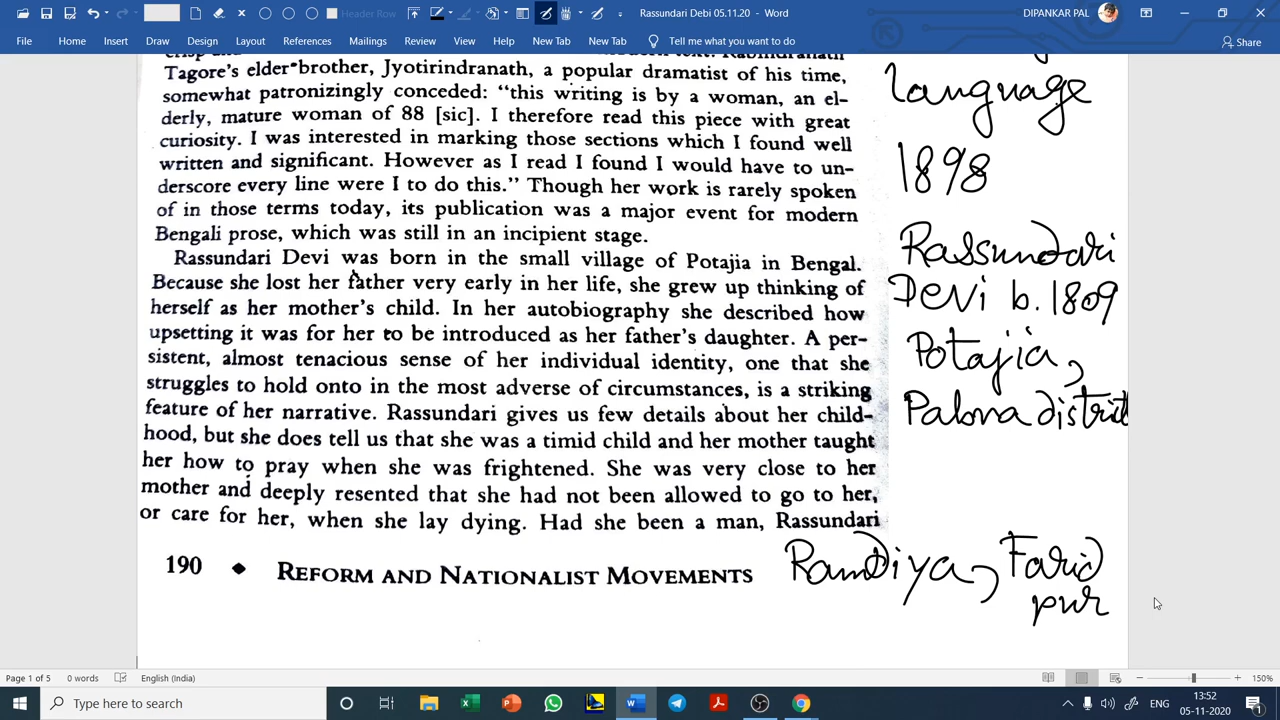 Rassundari Debi 05.11.20 - Word
DIPANKAR PAL
Header Row
File Home Insert Draw Design Layout References Mailings Review View Help New Tab New Tab Tell me what you want to do Share
Tagore's elder brother, Jyotirindranath, a popular dramatist of his time,
somewhat patronizingly conceded: "this writing is by a woman, an el-
derly, mature woman of 88 [sic]. I therefore read this piece with great
curiosity. I was interested in marking those sections which I found well
written and significant. However as I read I found I would have to un-
derscore every line were I to do this." Though her work is rarely spoken
of in those terms today, its publication was a major event for modern
Bengali prose, which was still in an incipient stage.
Rassundari Devi was born in the small village of Potajia in Bengal.
Because she lost her father very early in her life, she grew up thinking of
herself as her mother's child. In her autobiography she described how
upsetting it was for her to be introduced as her father's daughter. A per-
sistent, almost tenacious sense of her individual identity, one that she
struggles to hold onto in the most adverse of circumstances, is a striking
feature of her narrative. Rassundari gives us few details about her child-
hood, but she does tell us that she was a timid child and her mother taught
her how to pray when she was frightened. She was very close to her
mother and deeply resented that she had not been allowed to go to her,
or care for her, when she lay dying. Had she been a man, Rassundari
190 ◆ REFORM AND NATIONALIST MOVEMENTS
language
1898
Rassundari
Devi b. 1809
Potajia,
Pabna district
Ramdiya, Farid
pur
Page 1 of 5 0 words English (India) 150%
Type here to search
ENG
13:52
05-11-2020